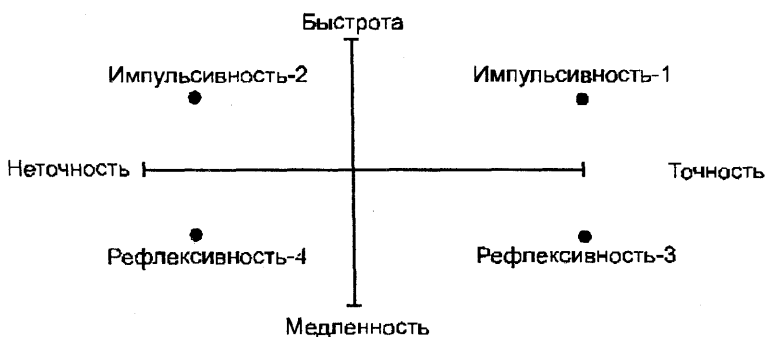 Быстрота
Импульсивность-2
Импульсивность-1
Неточность
Точность
Рефлексивность-4
Рефлексивность-3
Медленность